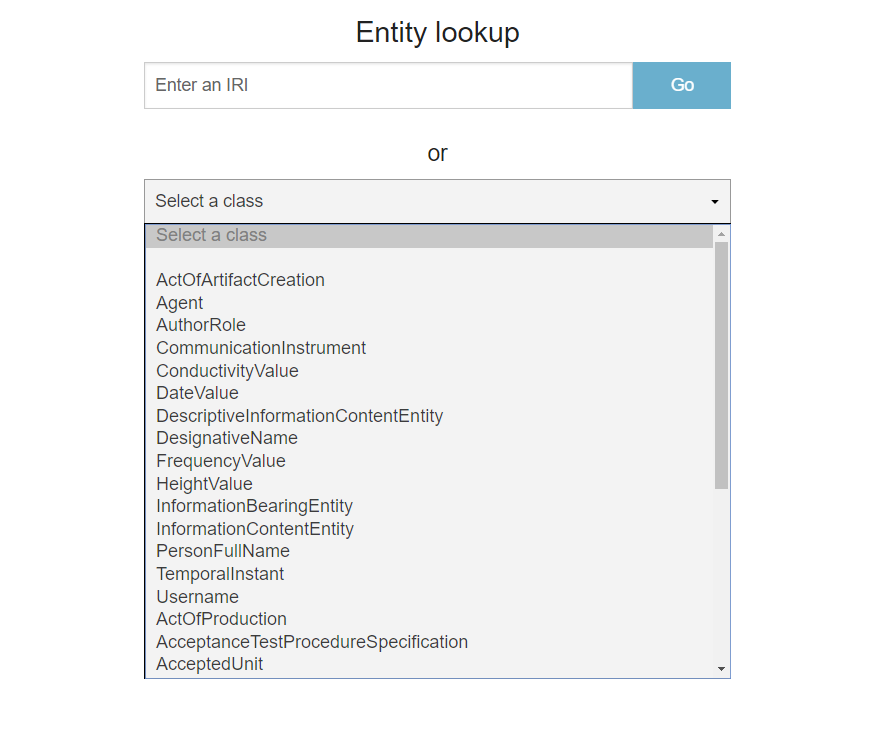 Entity lookup
Enter an IRI
Go
or
Select a class
Select a class
ActOfArtifactCreation
Agent
AuthorRole
CommunicationInstrument
ConductivityValue
DateValue
DescriptiveInformationContentEntity
DesignativeName
FrequencyValue
HeightValue
InformationBearingEntity
InformationContentEntity
PersonFullName
TemporalInstant
Username
ActOfProduction
AcceptanceTestProcedureSpecification
AcceptedUnit